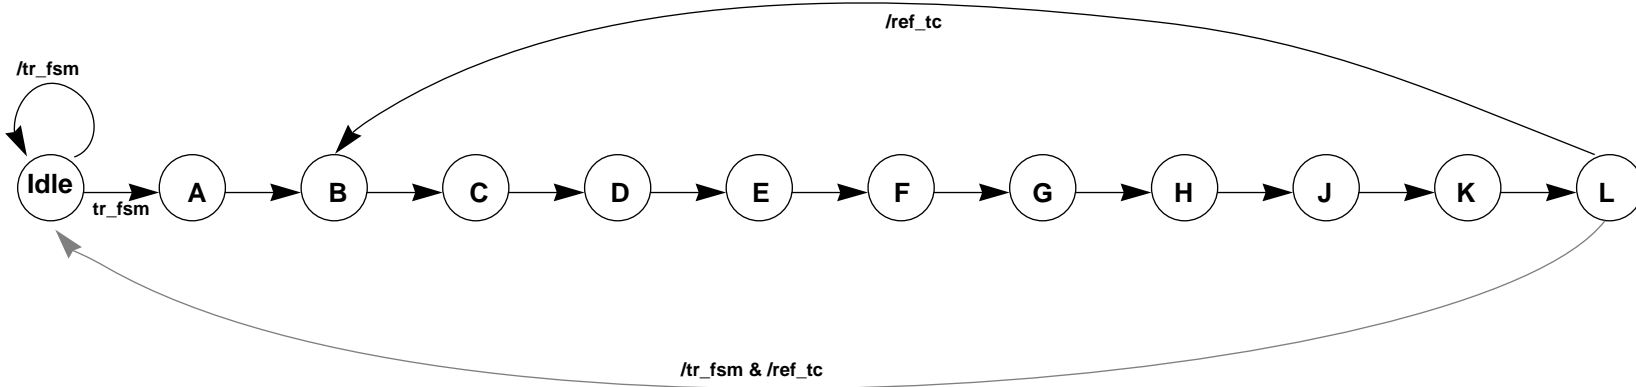 /ref_tc
/tr_fsm
Idle
A
B
C
D
E
F
G
H
J
K
L
tr_fsm
/tr_fsm & /ref_tc